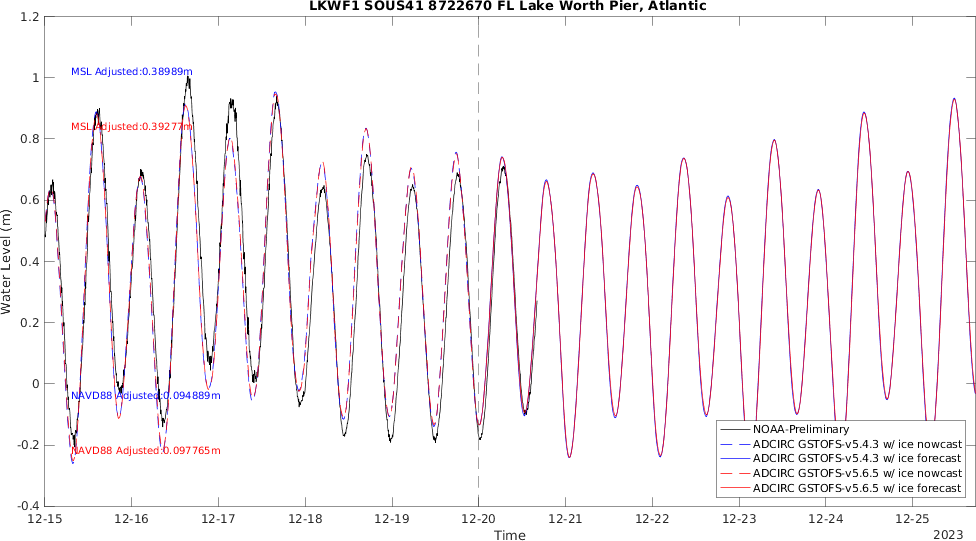 LKWF1 SOUS41 8722670 FL Lake Worth Pier, Atlantic
1.2
1
0.8
0.6
0.4
0.2
0
-0.2
-0.4
Water Level (m)
MSL Adjusted:0.38989m
MSL Adjusted:0.39277m
NAVD88 Adjusted:0.094889m
NAVD88 Adjusted:0.097765m
NOAA-Preliminary
ADCIRC GSTOFS-v5.4.3 w/ ice nowcast
ADCIRC GSTOFS-v5.4.3 w/ ice forecast
ADCIRC GSTOFS-v5.6.5 w/ ice nowcast
ADCIRC GSTOFS-v5.6.5 w/ ice forecast
12-15 12-16 12-17 12-18 12-19 12-20 12-21 12-22 12-23 12-24 12-25
Time
2023